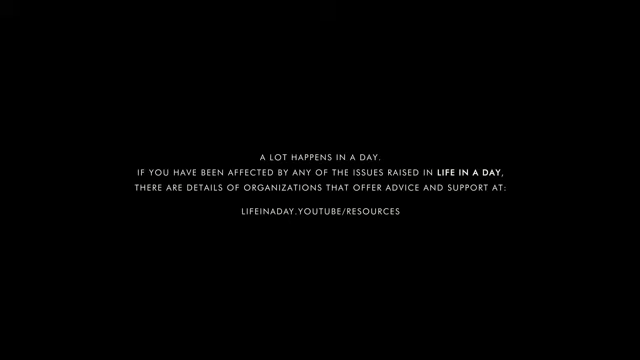 A LOT HAPPENS IN A DAY.
IF YOU HAVE BEEN AFFECTED BY ANY OF THE ISSUES RAISED IN LIFE IN A DAY,
THERE ARE DETAILS OF ORGANIZATIONS THAT OFFER ADVICE AND SUPPORT AT:
LIFEINADAY.YOUTUBE/RESOURCES